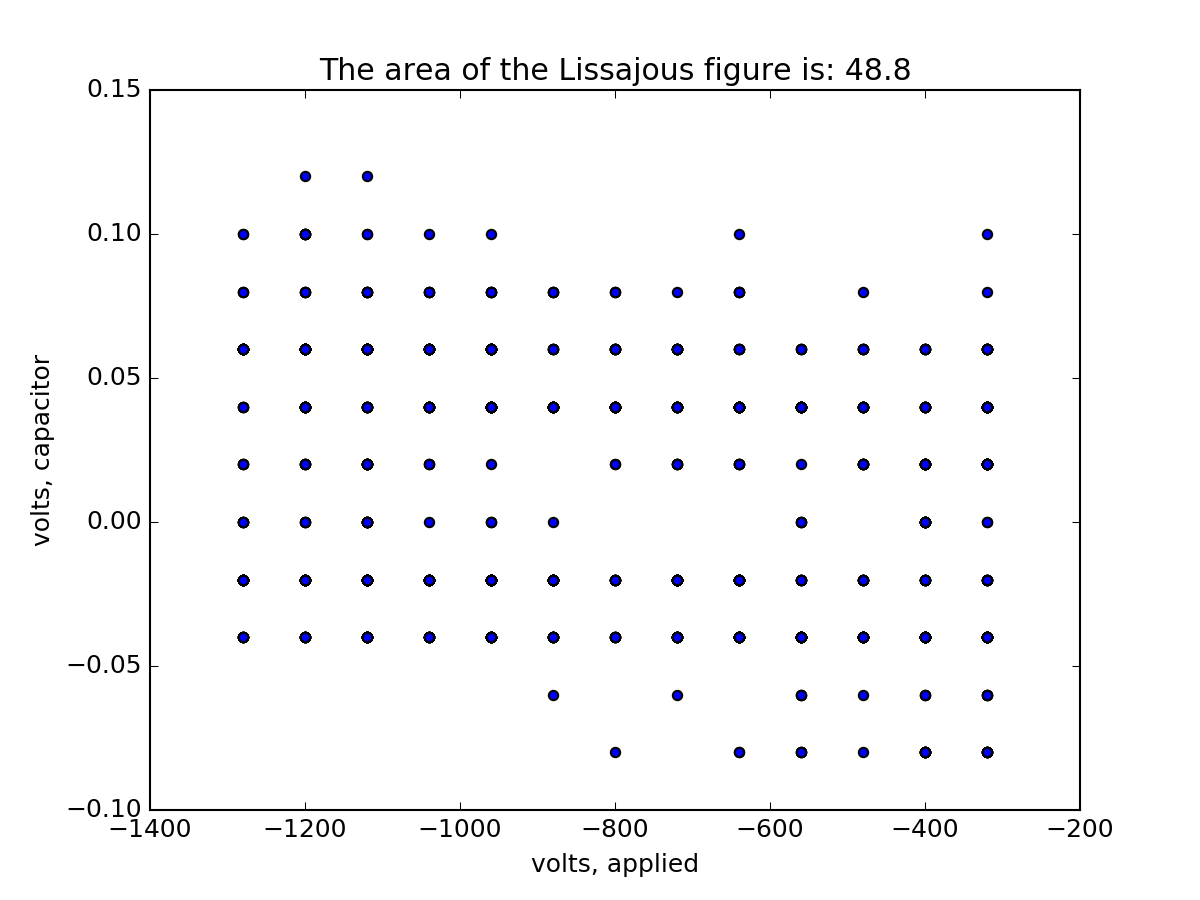 The area of the Lissajous figure is: 48.8
0.15
0.10
0.05
0.00
−0.05
−0.10
volts, capacitor
−1400 −1200 −1000 −800 −600 −400 −200
volts, applied